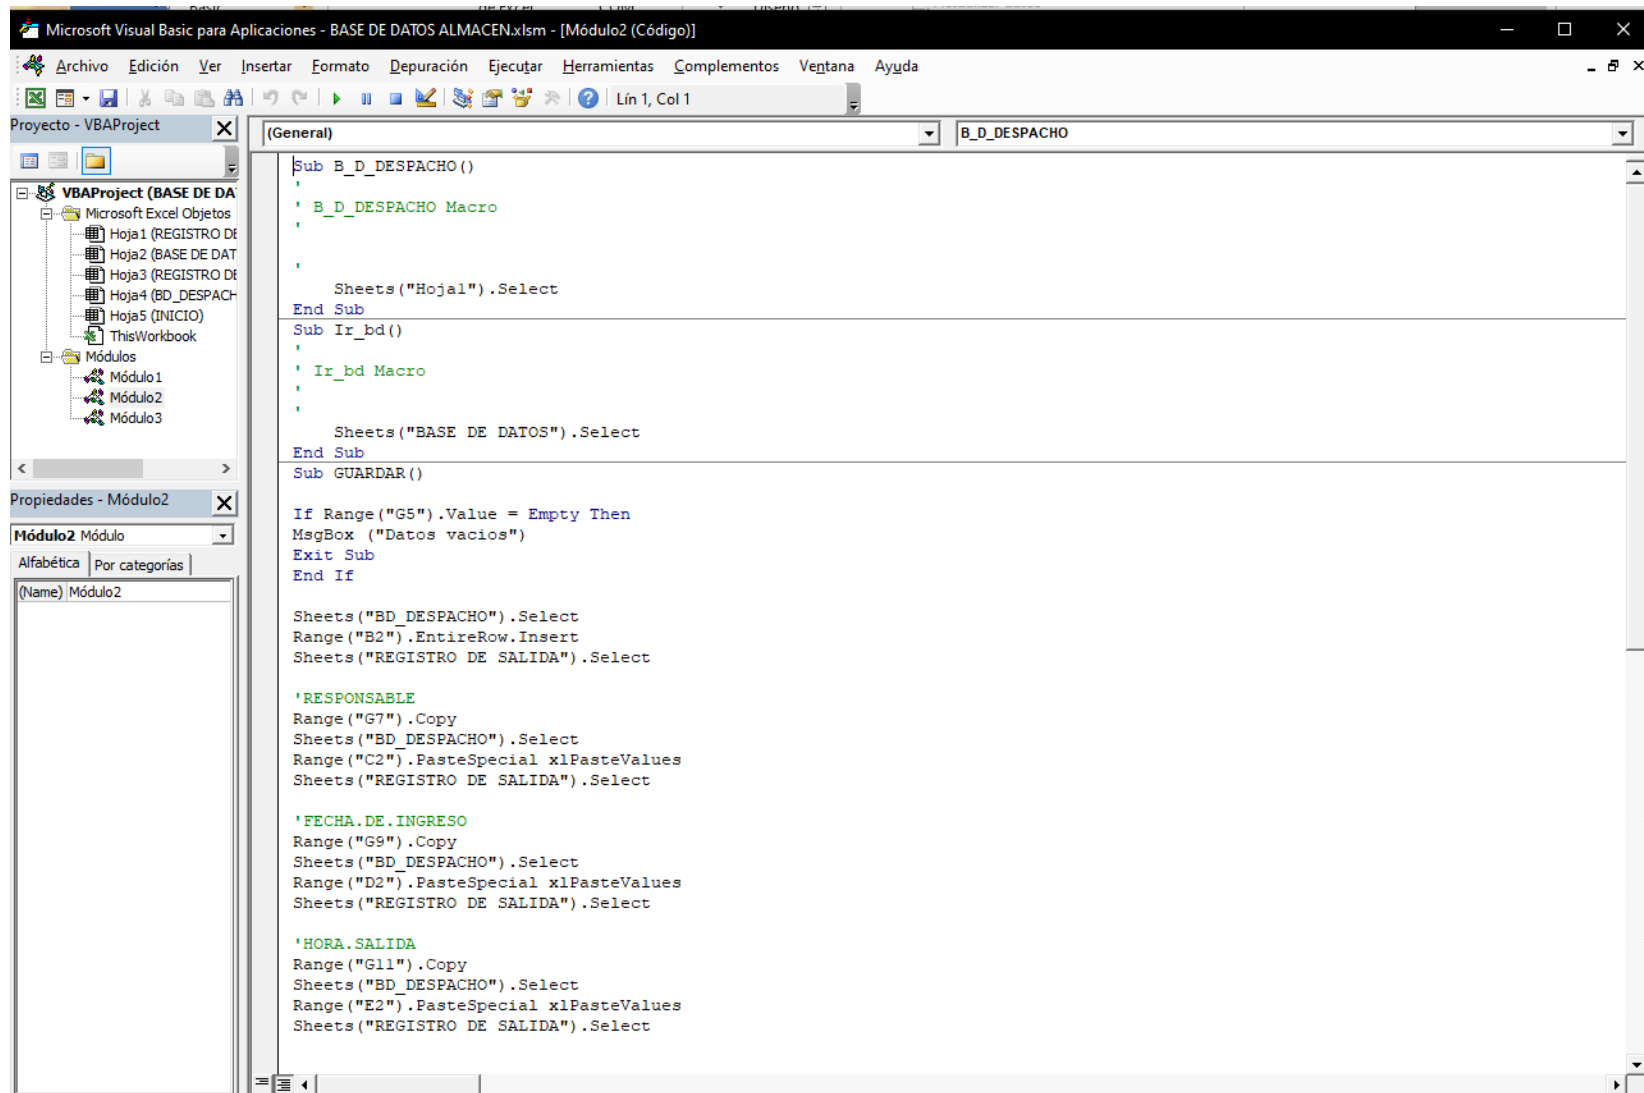 Microsoft Visual Basic para Aplicaciones - BASE DE DATOS ALMACEN.xlsm - [Módulo2 (Código)]
Archivo Edición Ver Insertar Formato Depuración Ejecutar Herramientas Complementos Ventana Ayuda
Lín 1, Col 1
Proyecto - VBAProject
VBAProject (BASE DE DA
Microsoft Excel Objetos
Hoja1 (REGISTRO DE
Hoja2 (BASE DE DAT
Hoja3 (REGISTRO DE
Hoja4 (BD_DESPACH
Hoja5 (INICIO)
ThisWorkbook
Módulos
Módulo1
Módulo2
Módulo3
Propiedades - Módulo2
Módulo2 Módulo
Alfabética Por categorías
(Name) Módulo2
(General) B_D_DESPACHO
Sub B_D_DESPACHO()
'
' B_D_DESPACHO Macro
'
'
Sheets("Hoja1").Select
End Sub
Sub Ir_bd()
'
' Ir_bd Macro
'
'
Sheets("BASE DE DATOS").Select
End Sub
Sub GUARDAR()
If Range("G5").Value = Empty Then
MsgBox ("Datos vacios")
Exit Sub
End If
Sheets("BD_DESPACHO").Select
Range("B2").EntireRow.Insert
Sheets("REGISTRO DE SALIDA").Select
'RESPONSABLE
Range("G7").Copy
Sheets("BD_DESPACHO").Select
Range("C2").PasteSpecial xlPasteValues
Sheets("REGISTRO DE SALIDA").Select
'FECHA.DE.INGRESO
Range("G9").Copy
Sheets("BD_DESPACHO").Select
Range("D2").PasteSpecial xlPasteValues
Sheets("REGISTRO DE SALIDA").Select
'HORA.SALIDA
Range("G11").Copy
Sheets("BD_DESPACHO").Select
Range("E2").PasteSpecial xlPasteValues
Sheets("REGISTRO DE SALIDA").Select